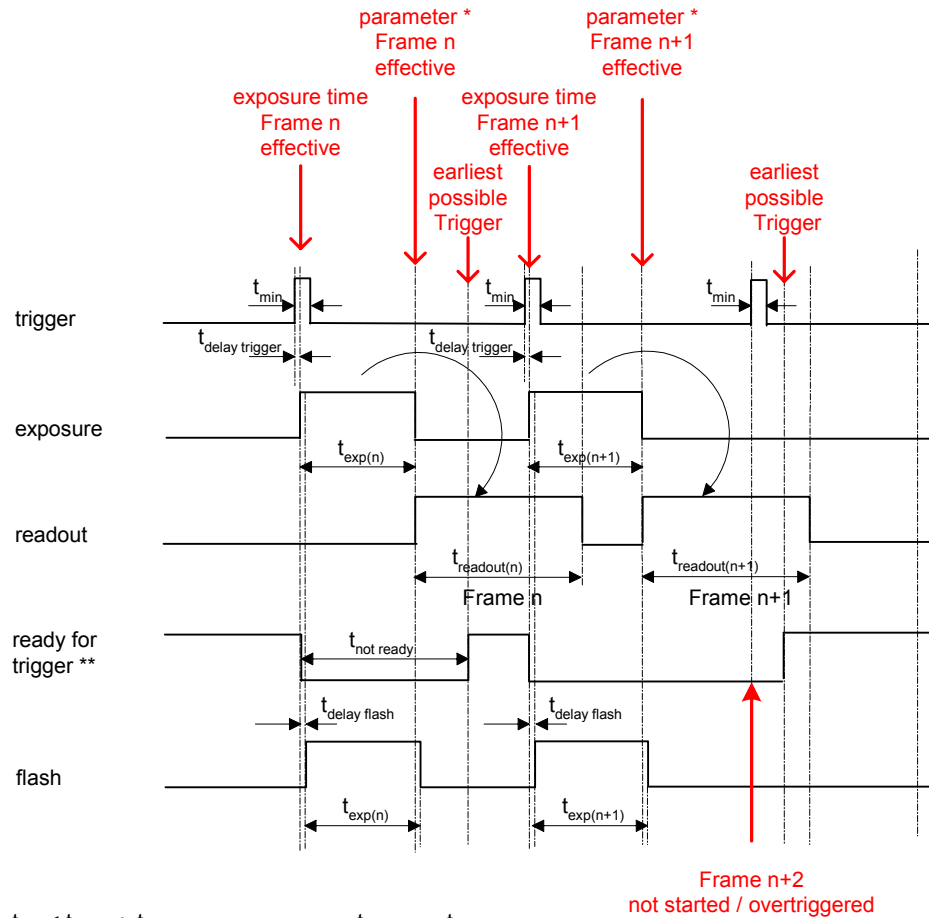 parameter *
Frame n
effective
parameter *
Frame n+1
effective
exposure time
Frame n
effective
exposure time
Frame n+1
effective
earliest
possible
Trigger
earliest
possible
Trigger
trigger
tmin
tmin
tmin
tdelay trigger
tdelay trigger
exposure
texp(n)
texp(n+1)
readout
treadout(n)
Frame n
treadout(n+1)
Frame n+1
ready for
trigger **
tnot ready
tdelay flash
tdelay flash
flash
texp(n)
texp(n+1)
Frame n+2
not started / overtriggered